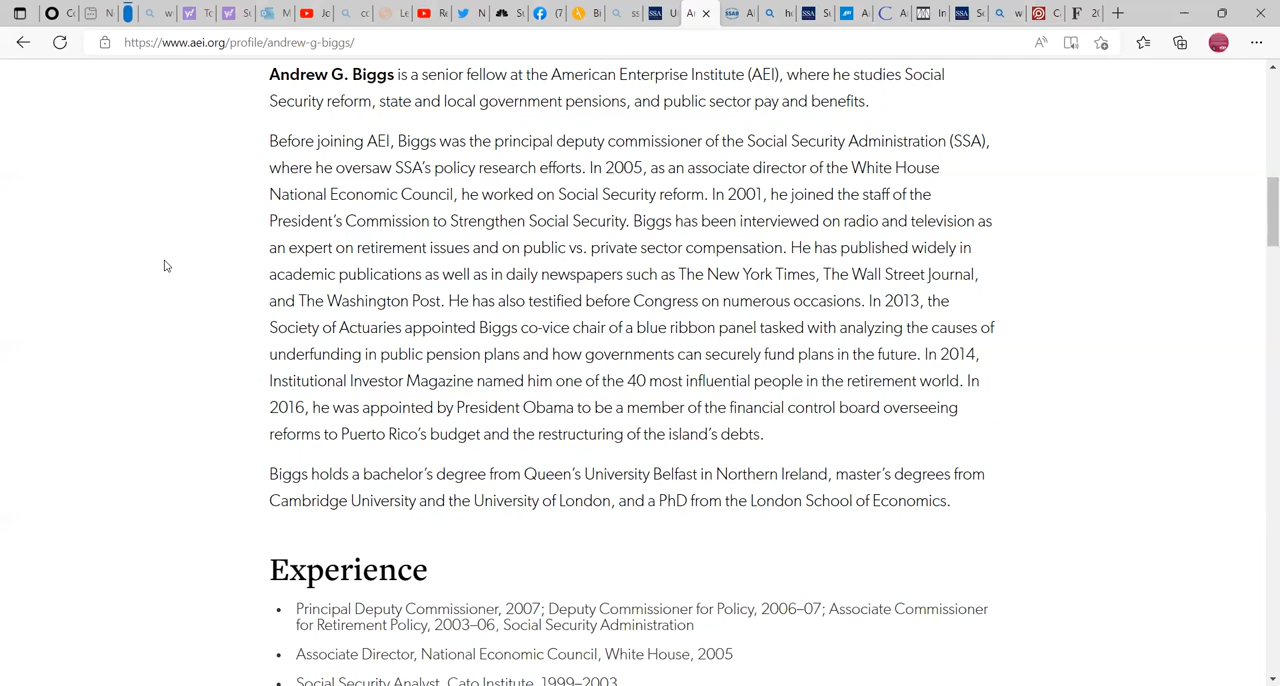 https://www.aei.org/profile/andrew-g-biggs/
Andrew G. Biggs is a senior fellow at the American Enterprise Institute (AEI), where he studies Social
Security reform, state and local government pensions, and public sector pay and benefits.
Before joining AEI, Biggs was the principal deputy commissioner of the Social Security Administration (SSA),
where he oversaw SSA's policy research efforts. In 2005, as an associate director of the White House
National Economic Council, he worked on Social Security reform. In 2001, he joined the staff of the
President's Commission to Strengthen Social Security. Biggs has been interviewed on radio and television as
an expert on retirement issues and on public vs. private sector compensation. He has published widely in
academic publications as well as in daily newspapers such as The New York Times, The Wall Street Journal,
and The Washington Post. He has also testified before Congress on numerous occasions. In 2013, the
Society of Actuaries appointed Biggs co-vice chair of a blue ribbon panel tasked with analyzing the causes of
underfunding in public pension plans and how governments can securely fund plans in the future. In 2014,
Institutional Investor Magazine named him one of the 40 most influential people in the retirement world. In
2016, he was appointed by President Obama to be a member of the financial control board overseeing
reforms to Puerto Rico's budget and the restructuring of the island's debts.
Biggs holds a bachelor's degree from Queen's University Belfast in Northern Ireland, master's degrees from
Cambridge University and the University of London, and a PhD from the London School of Economics.
Experience
• Principal Deputy Commissioner, 2007; Deputy Commissioner for Policy, 2006–07; Associate Commissioner
for Retirement Policy, 2003–06, Social Security Administration
• Associate Director, National Economic Council, White House, 2005
• Social Security Analyst, Cato Institute, 1999–2003